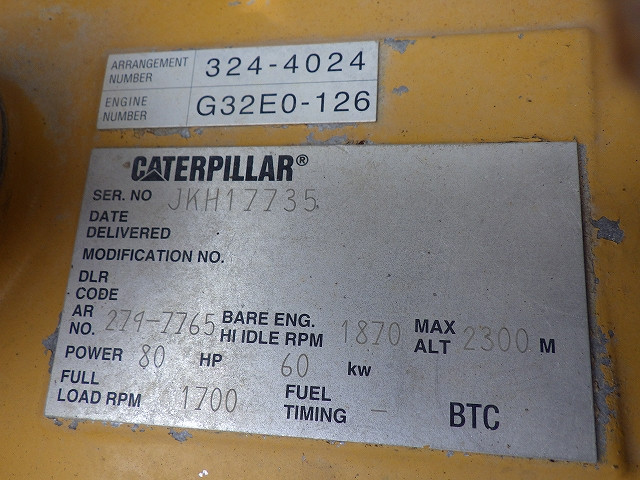 ARRANGEMENT NUMBER 324-4024
ENGINE NUMBER G32E0-126
CATERPILLAR®
SER. NO JKH17735
DATE
DELIVERED
MODIFICATION NO.
DLR
CODE
AR NO. 279-7765 BARE ENG. HI IDLE RPM 1870 MAX ALT 2300 M
POWER 80 HP 60 kw
FULL LOAD RPM 1700 FUEL TIMING - BTC